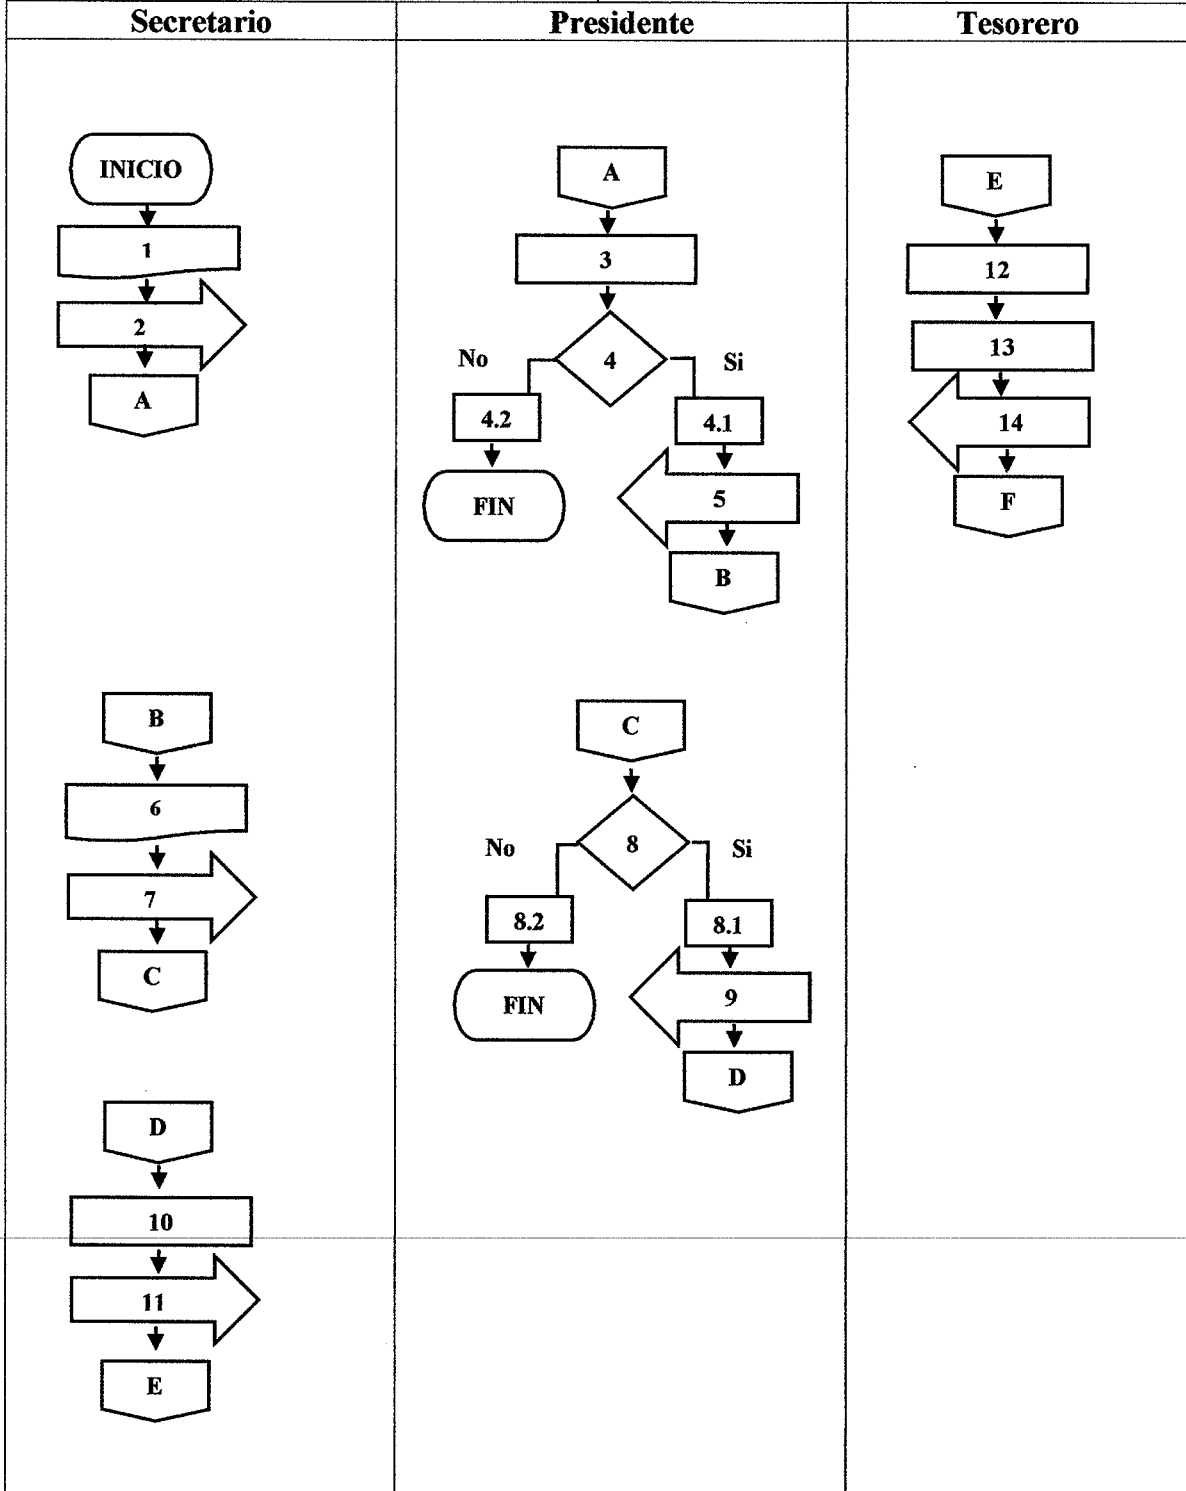 Secretario
Presidente
Tesorero
INICIO
1
2
A
A
3
4
No
Si
4.2
4.1
FIN
5
B
E
12
13
14
F
B
6
7
C
C
8
No
Si
8.2
8.1
FIN
9
D
D
10
11
E